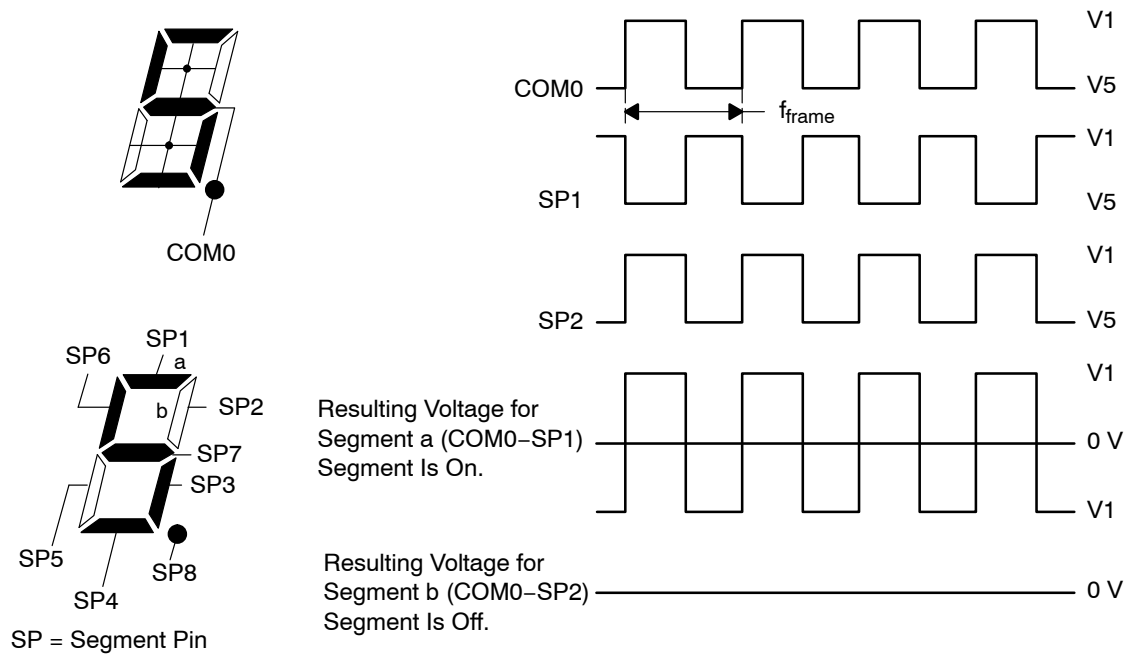 COM0
SP1
a
SP6
b
SP2
SP7
SP3
SP5
SP8
SP4
SP = Segment Pin
V1
COM0
V5
fframe
V1
SP1
V5
V1
SP2
V5
V1
Resulting Voltage for
Segment a (COM0−SP1)
Segment Is On.
0 V
V1
Resulting Voltage for
Segment b (COM0−SP2)
Segment Is Off.
0 V